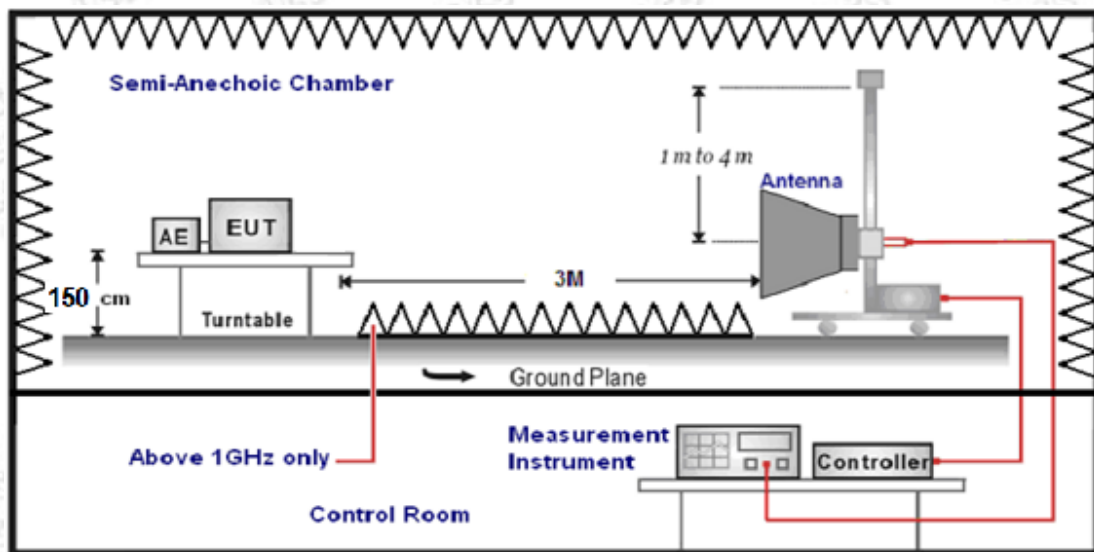 Semi-Anechoic Chamber
1 m to 4 m
Antenna
AE
EUT
150 cm
3M
Turntable
Ground Plane
Above 1GHz only
Measurement
Instrument
Controller
Control Room